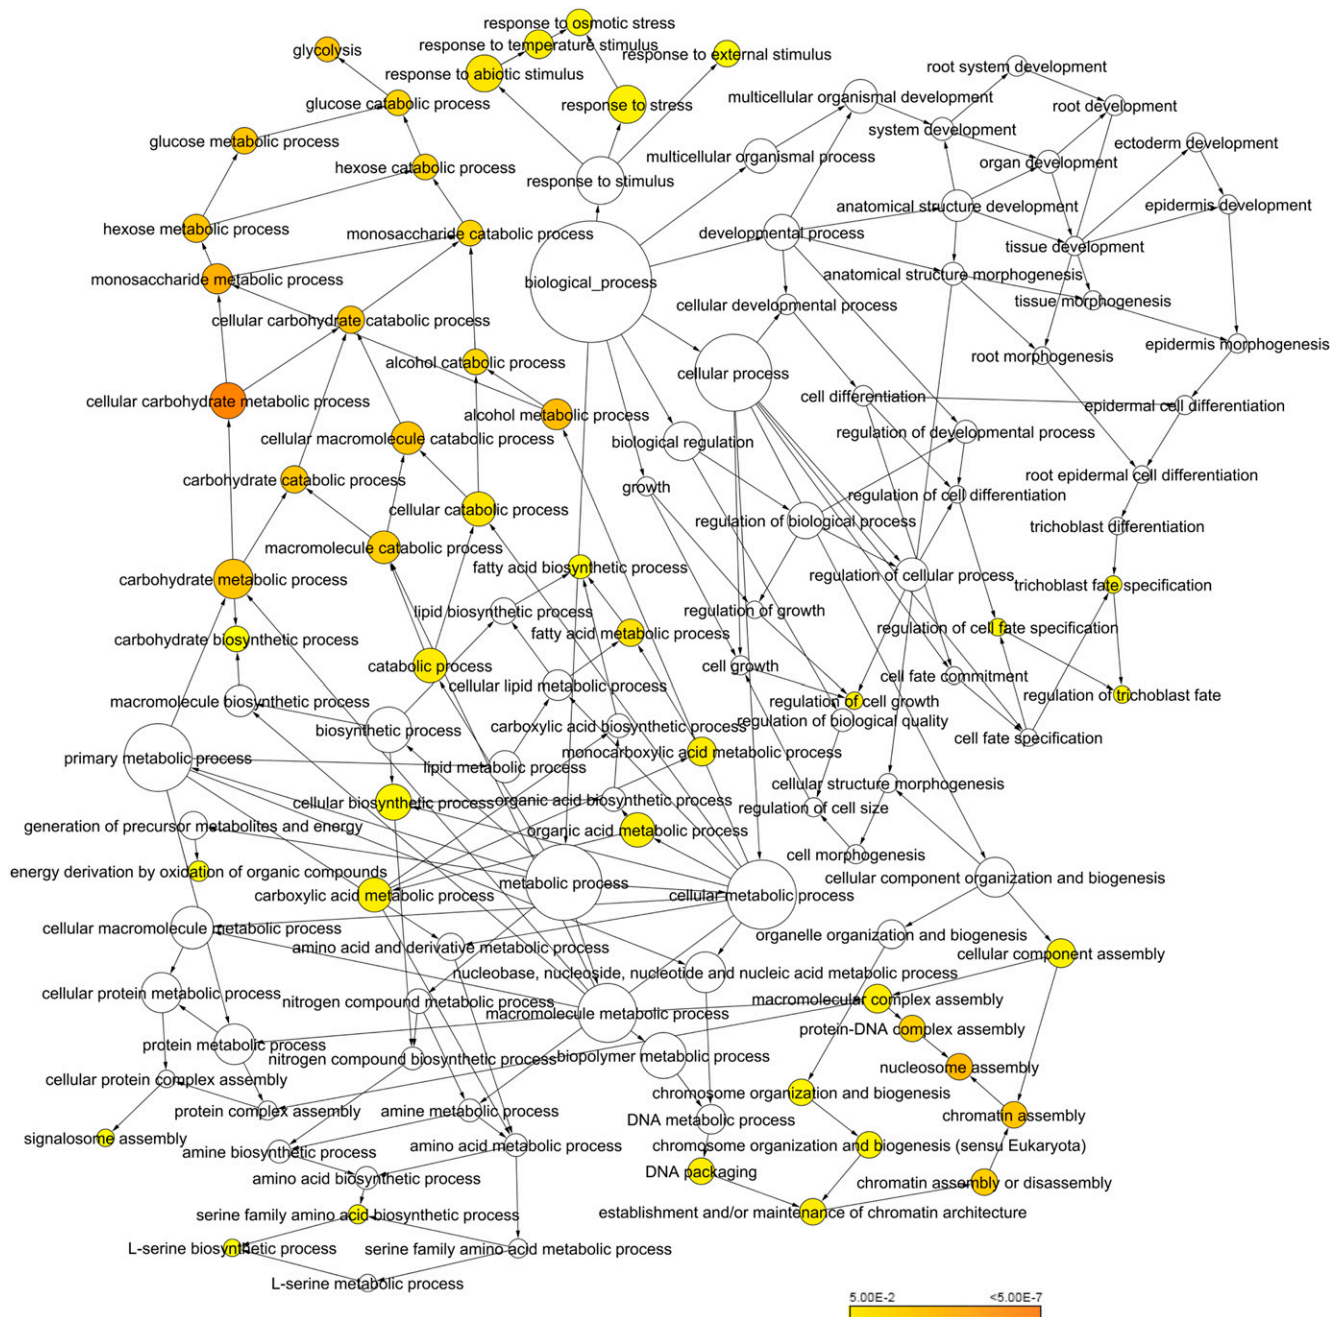 response to osmotic stress
glycolysis
response to temperature stimulus
response to external stimulus
response to abiotic stimulus
root system development
glucose catabolic process
response to stress
multicellular organismal development
root development
glucose metabolic process
system development
ectoderm development
hexose catabolic process
multicellular organismal process
organ development
response to stimulus
anatomical structure development
epidermis development
hexose metabolic process
monosaccharide catabolic process
developmental process
tissue development
monosaccharide metabolic process
biological_process
anatomical structure morphogenesis
cellular developmental process
tissue morphogenesis
cellular carbohydrate catabolic process
epidermis morphogenesis
root morphogenesis
alcohol catabolic process
cellular process
cellular carbohydrate metabolic process
cell differentiation
epidermal cell differentiation
alcohol metabolic process
cellular macromolecule catabolic process
biological regulation
regulation of developmental process
carbohydrate catabolic process
growth
root epidermal cell differentiation
regulation of cell differentiation
cellular catabolic process
regulation of biological process
trichoblast differentiation
macromolecule catabolic process
fatty acid biosynthetic process
carbohydrate metabolic process
regulation of cellular process
trichoblast fate specification
lipid biosynthetic process
regulation of growth
carbohydrate biosynthetic process
fatty acid metabolic process
regulation of cell fate specification
catabolic process
cell growth
cell fate commitment
cellular lipid metabolic process
regulation of trichoblast fate
macromolecule biosynthetic process
regulation of cell growth
carboxylic acid biosynthetic process
regulation of biological quality
biosynthetic process
cell fate specification
primary metabolic process
monocarboxylic acid metabolic process
lipid metabolic process
cellular structure morphogenesis
cellular biosynthetic process
organic acid biosynthetic process
regulation of cell size
generation of precursor metabolites and energy
organic acid metabolic process
cell morphogenesis
energy derivation by oxidation of organic compounds
metabolic process
cellular component organization and biogenesis
carboxylic acid metabolic process
cellular metabolic process
cellular macromolecule metabolic process
organelle organization and biogenesis
amino acid and derivative metabolic process
cellular component assembly
nucleobase, nucleoside, nucleotide and nucleic acid metabolic process
cellular protein metabolic process
nitrogen compound metabolic process
macromolecular complex assembly
macromolecule metabolic process
protein-DNA complex assembly
protein metabolic process
nitrogen compound biosynthetic process
biopolymer metabolic process
nucleosome assembly
cellular protein complex assembly
chromosome organization and biogenesis
protein complex assembly
amine metabolic process
chromatin assembly
DNA metabolic process
signalosome assembly
amine biosynthetic process
amino acid metabolic process
chromosome organization and biogenesis (sensu Eukaryota)
DNA packaging
amino acid biosynthetic process
chromatin assembly or disassembly
serine family amino acid biosynthetic process
establishment and/or maintenance of chromatin architecture
L-serine biosynthetic process
serine family amino acid metabolic process
L-serine metabolic process
5.00E-2
<5.00E-7